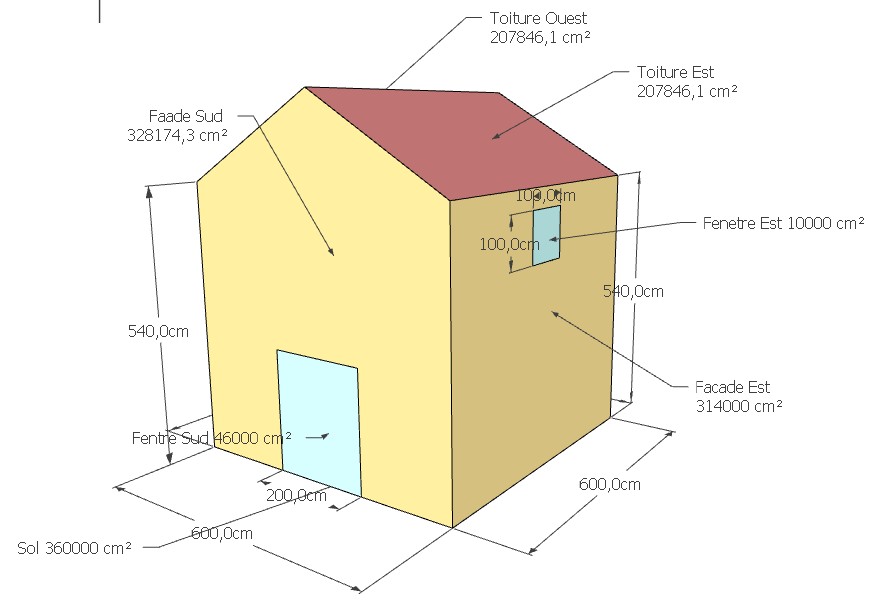 Toiture Ouest
207846,1 cm²
Toiture Est
207846,1 cm²
Faade Sud
328174,3 cm²
100,0cm
Fenetre Est 10000 cm²
100,0cm
540,0cm
540,0cm
Facade Est
314000 cm²
Fentre Sud 46000 cm²
600,0cm
200,0cm
600,0cm
Sol 360000 cm²